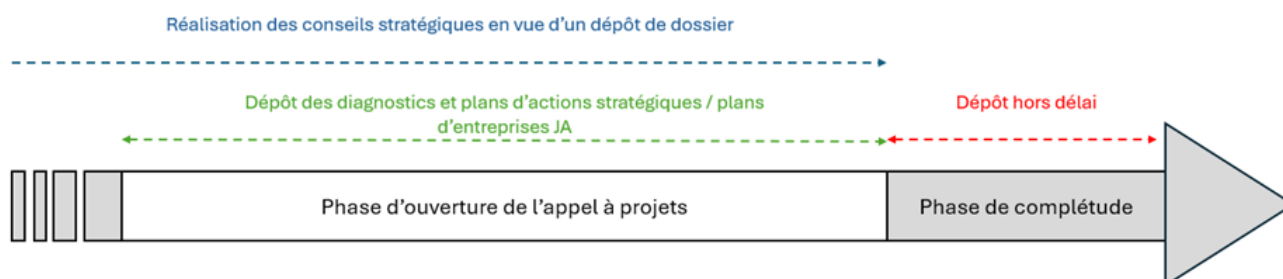 Réalisation des conseils stratégiques en vue d'un dépôt de dossier
Dépôt des diagnostics et plans d'actions stratégiques / plans
d'entreprises JA
Dépôt hors délai
Phase d'ouverture de l'appel à projets
Phase de complétude